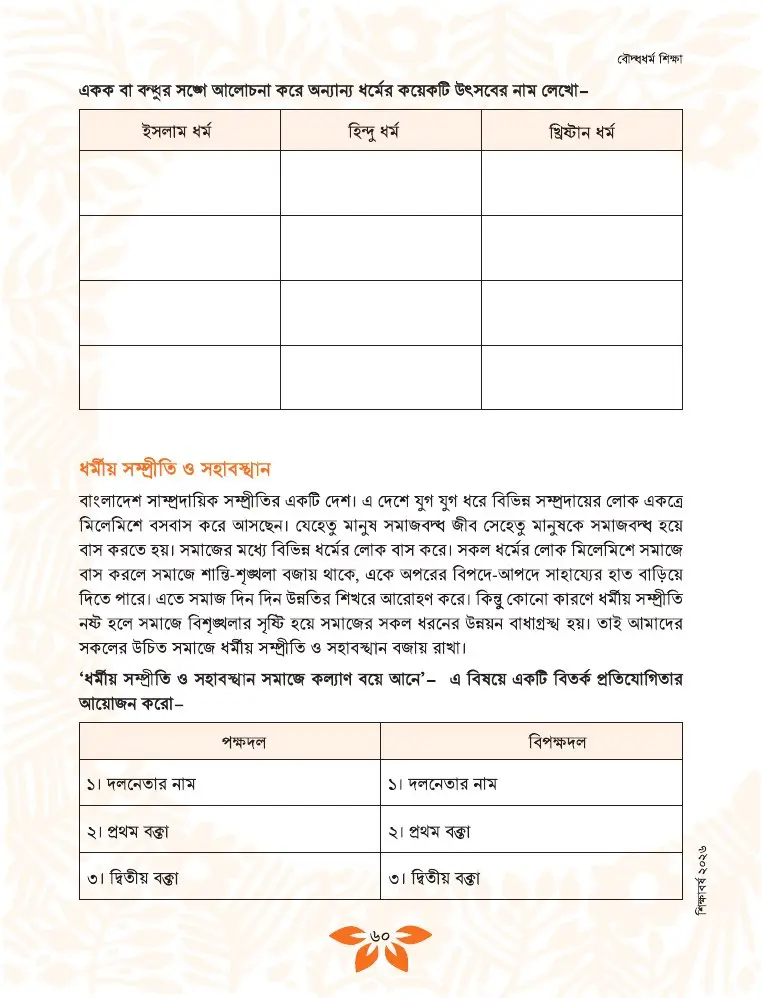 বৌদ্ধধর্ম শিক্ষা
একক বা বন্ধুর সঙ্গে আলোচনা করে অন্যান্য ধর্মের কয়েকটি উৎসবের নাম লেখো–
ইসলাম ধর্ম
হিন্দু ধর্ম
খ্রিষ্টান ধর্ম
ধর্মীয় সম্প্রীতি ও সহাবস্থান
বাংলাদেশ সাম্প্রদায়িক সম্প্রীতির একটি দেশ। এ দেশে যুগ যুগ ধরে বিভিন্ন সম্প্রদায়ের লোক একত্রে
মিলেমিশে বসবাস করে আসছেন। যেহেতু মানুষ সমাজবদ্ধ জীব সেহেতু মানুষকে সমাজবদ্ধ হয়ে
বাস করতে হয়। সমাজের মধ্যে বিভিন্ন ধর্মের লোক বাস করে। সকল ধর্মের লোক মিলেমিশে সমাজে
বাস করলে সমাজে শান্তি-শৃঙ্খলা বজায় থাকে, একে অপরের বিপদে-আপদে সাহায্যের হাত বাড়িয়ে
দিতে পারে। এতে সমাজ দিন দিন উন্নতির শিখরে আরোহণ করে। কিন্তু কোনো কারণে ধর্মীয় সম্প্রীতি
নষ্ট হলে সমাজে বিশৃঙ্খলার সৃষ্টি হয়ে সমাজের সকল ধরনের উন্নয়ন বাধাগ্রস্থ হয়। তাই আমাদের
সকলের উচিত সমাজে ধর্মীয় সম্প্রীতি ও সহাবস্থান বজায় রাখা।
‘ধর্মীয় সম্প্রীতি ও সহাবস্থান সমাজে কল্যাণ বয়ে আনে’– এ বিষয়ে একটি বিতর্ক প্রতিযোগিতার
আয়োজন করো–
পক্ষদল
বিপক্ষদল
১। দলনেতার নাম
১। দলনেতার নাম
২। প্রথম বক্তা
২। প্রথম বক্তা
৩। দ্বিতীয় বক্তা
৩। দ্বিতীয় বক্তা
শিক্ষাবর্ষ ২০২৬
৬০